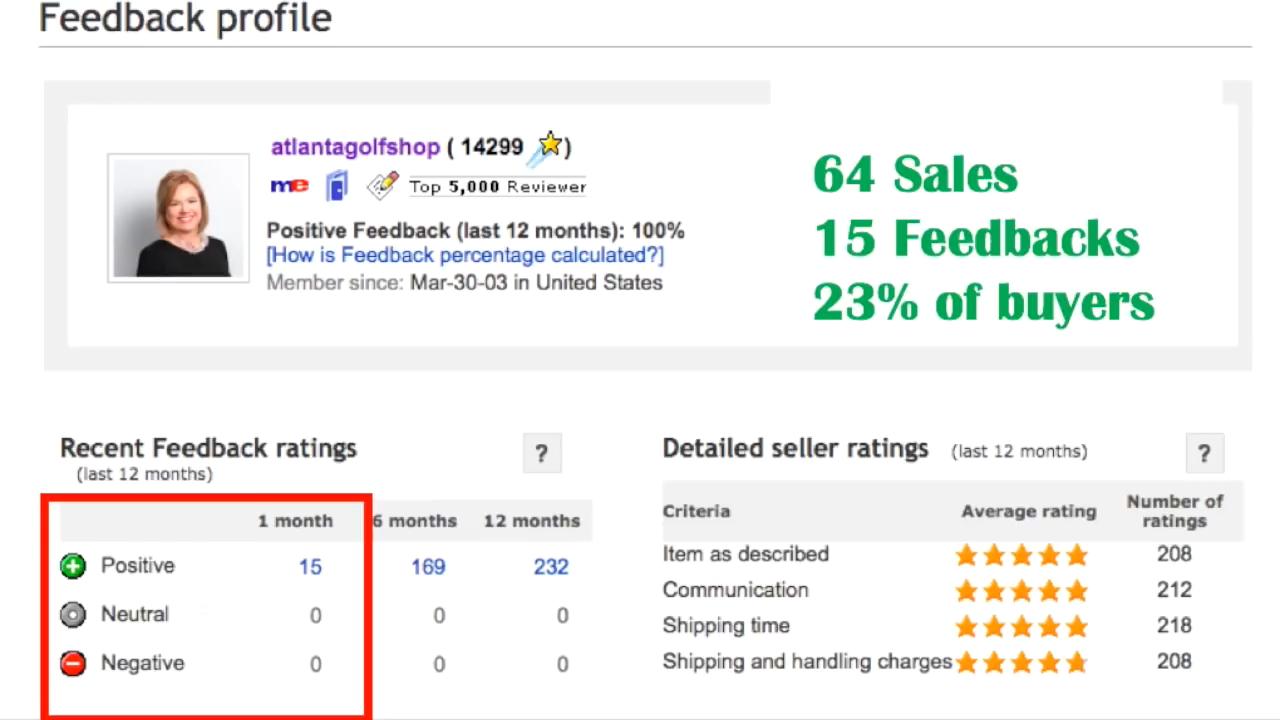 Feedback profile
atlantagolfshop ( 14299 )
me Top 5,000 Reviewer
Positive Feedback (last 12 months): 100%
[How is Feedback percentage calculated?]
Member since: Mar-30-03 in United States
64 Sales
15 Feedbacks
23% of buyers
Recent Feedback ratings ?
(last 12 months)
1 month 6 months 12 months
Positive 15 169 232
Neutral 0 0 0
Negative 0 0 0
Detailed seller ratings (last 12 months) ?
Criteria Average rating Number of ratings
Item as described 208
Communication 212
Shipping time 218
Shipping and handling charges 208